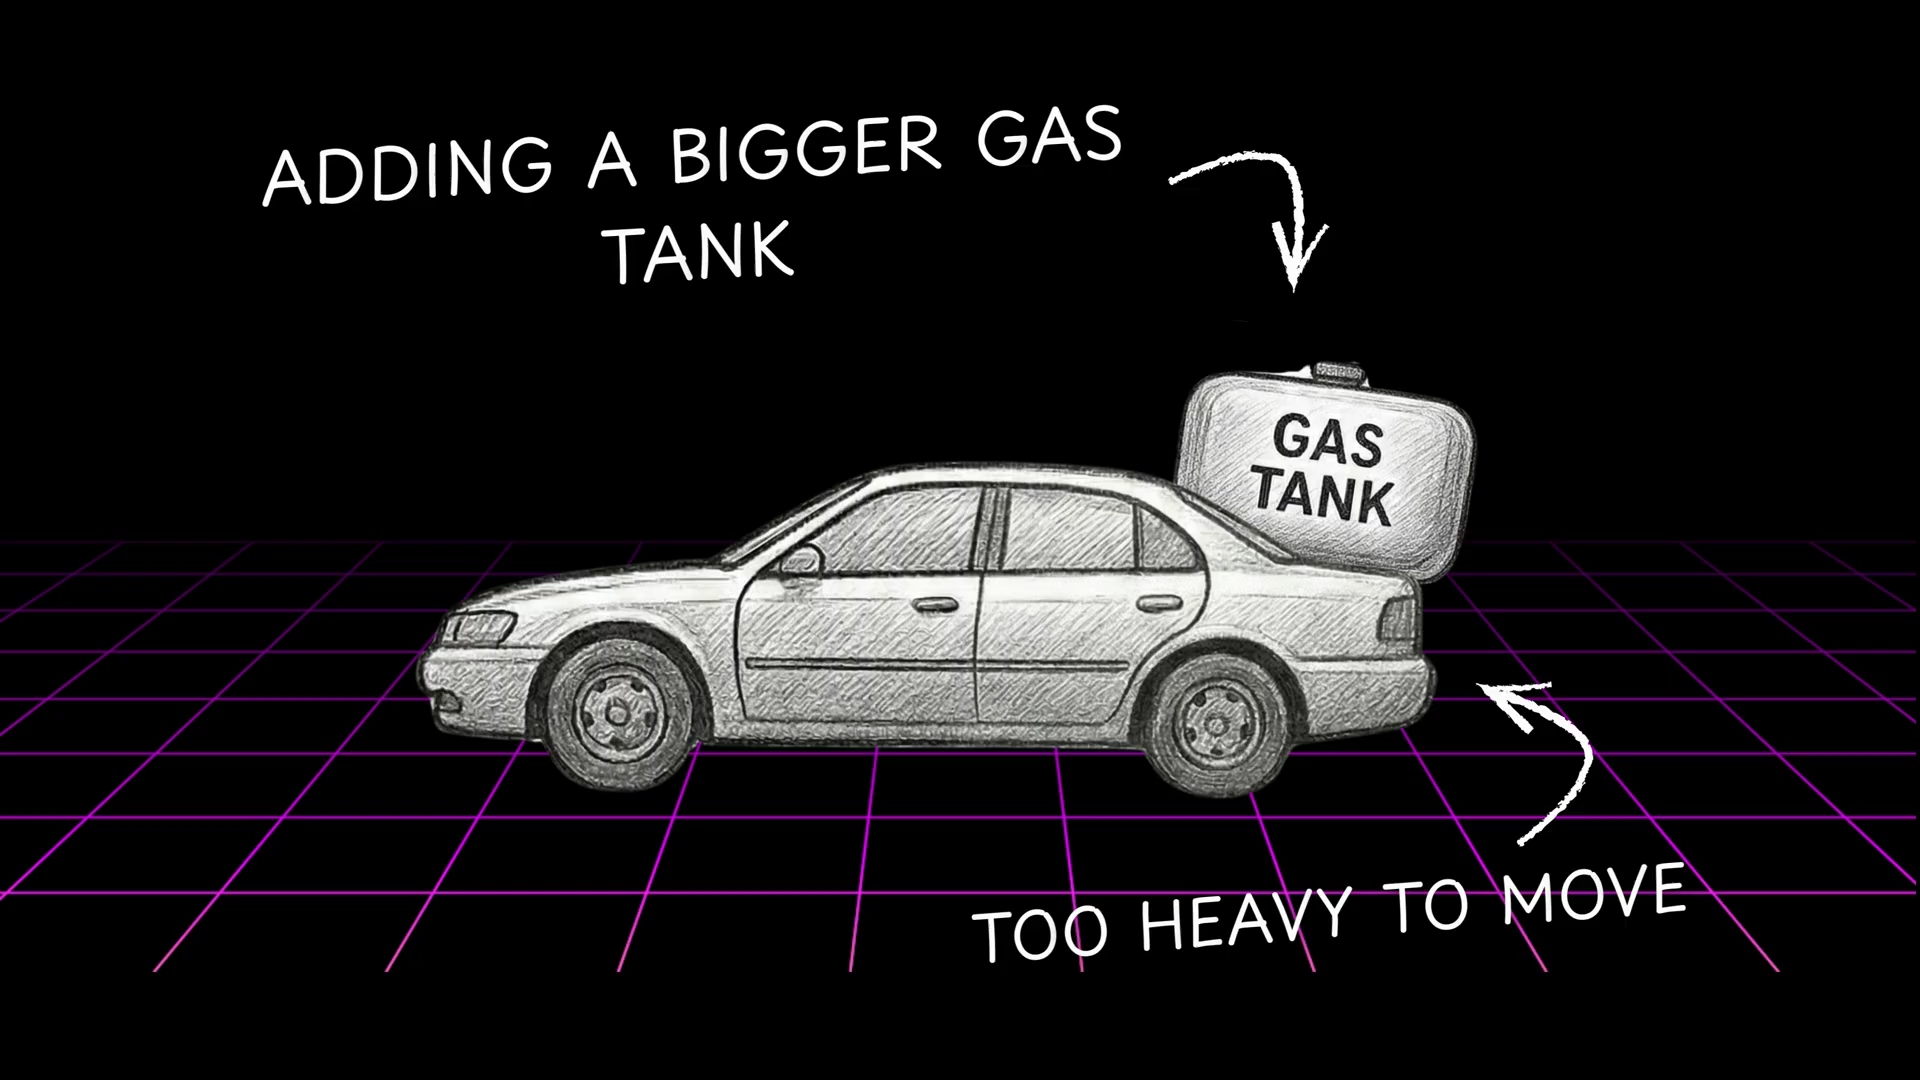 ADDING A BIGGER GAS
TANK
GAS
TANK
TOO HEAVY TO MOVE